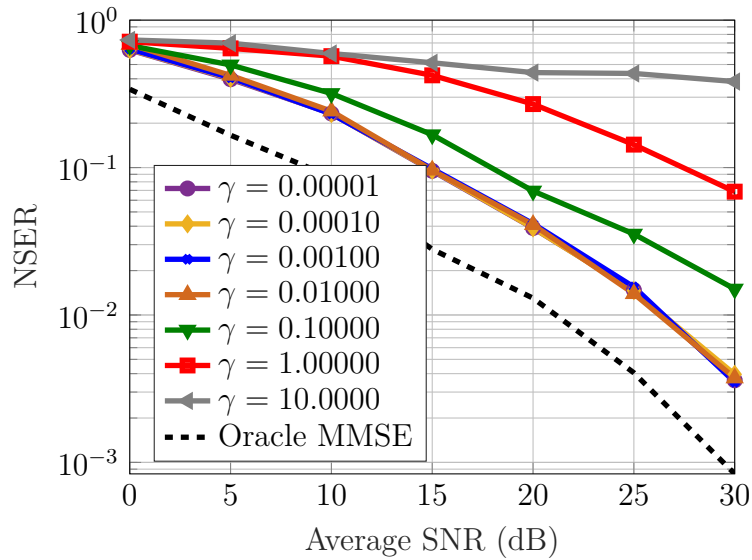 10^0
10^{-1}
10^{-2}
10^{-3}
NSER
γ = 0.00001
γ = 0.00010
γ = 0.00100
γ = 0.01000
γ = 0.10000
γ = 1.00000
γ = 10.0000
Oracle MMSE
0 5 10 15 20 25 30
Average SNR (dB)